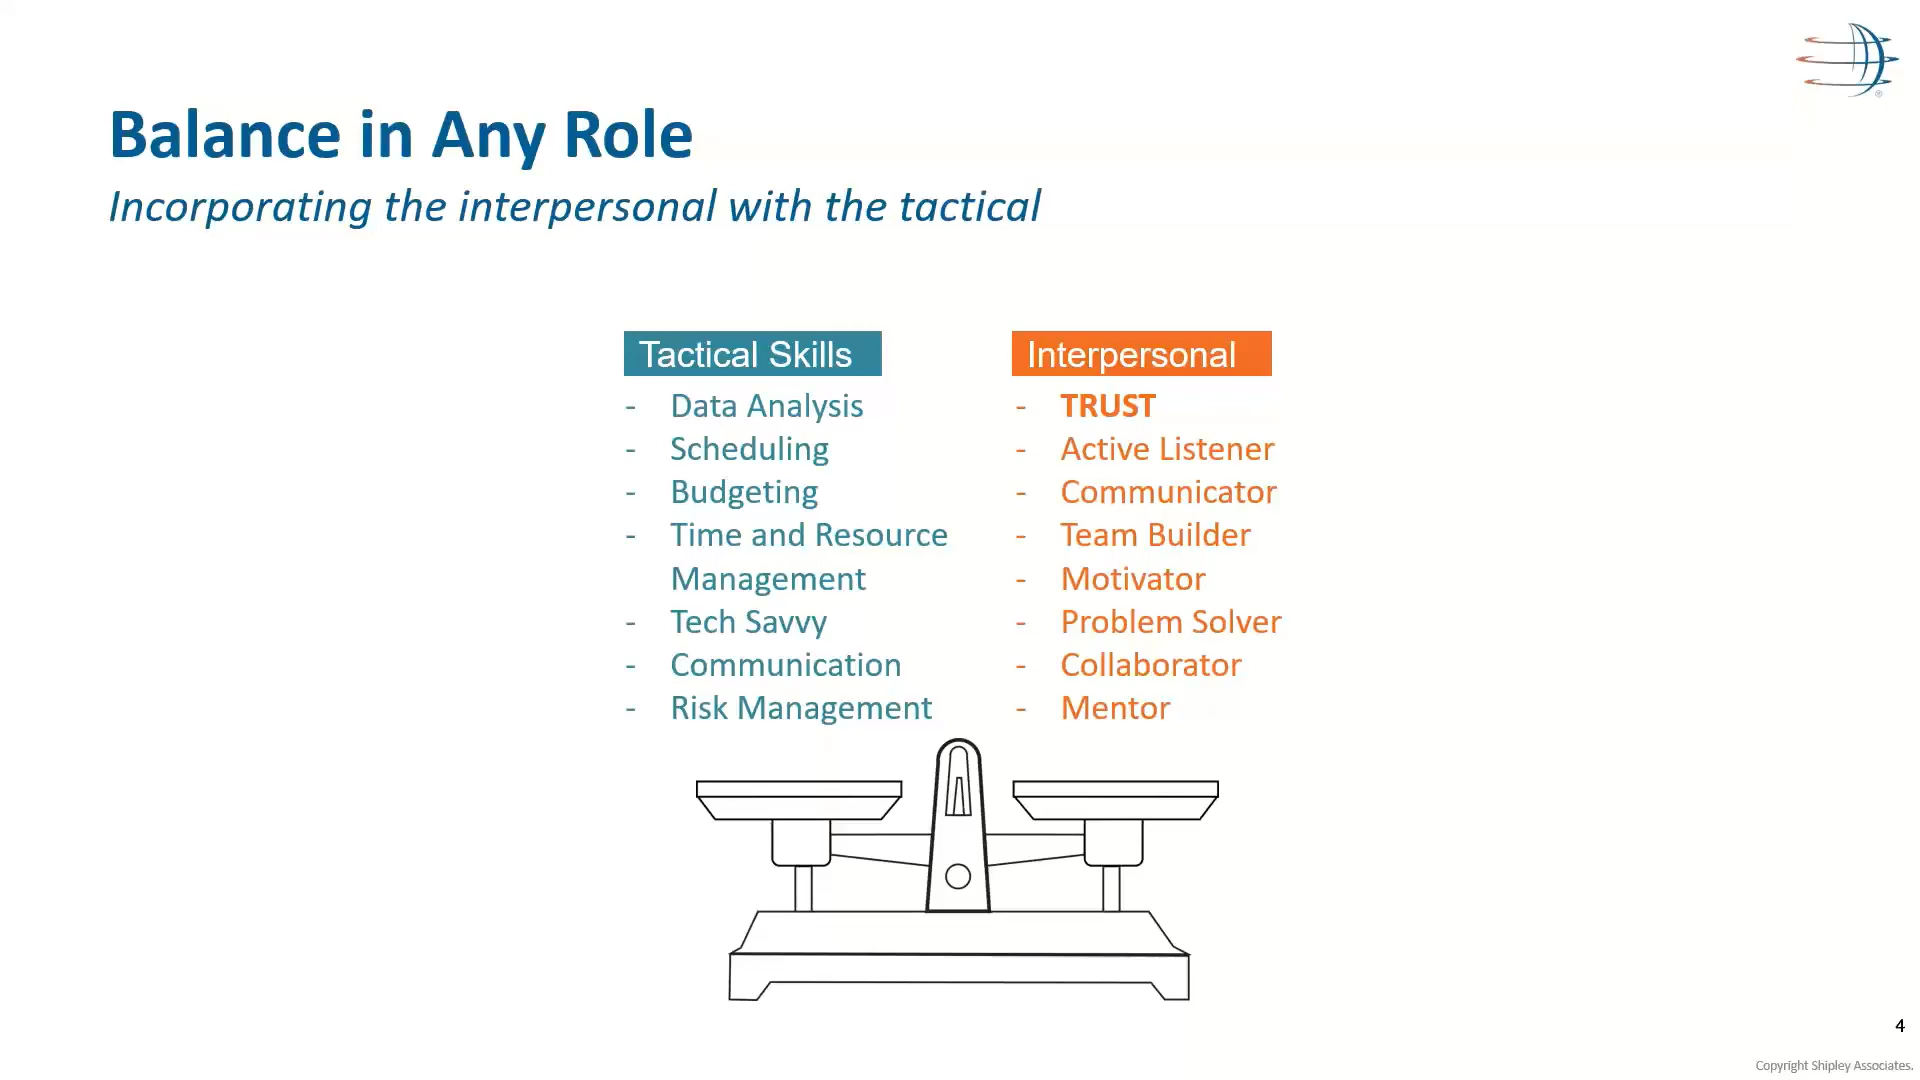 Balance in Any Role
Incorporating the interpersonal with the tactical
Tactical Skills
- Data Analysis
- Scheduling
- Budgeting
- Time and Resource
Management
- Tech Savvy
- Communication
- Risk Management
Interpersonal
- TRUST
- Active Listener
- Communicator
- Team Builder
- Motivator
- Problem Solver
- Collaborator
- Mentor
®
4
Copyright Shipley Associates.